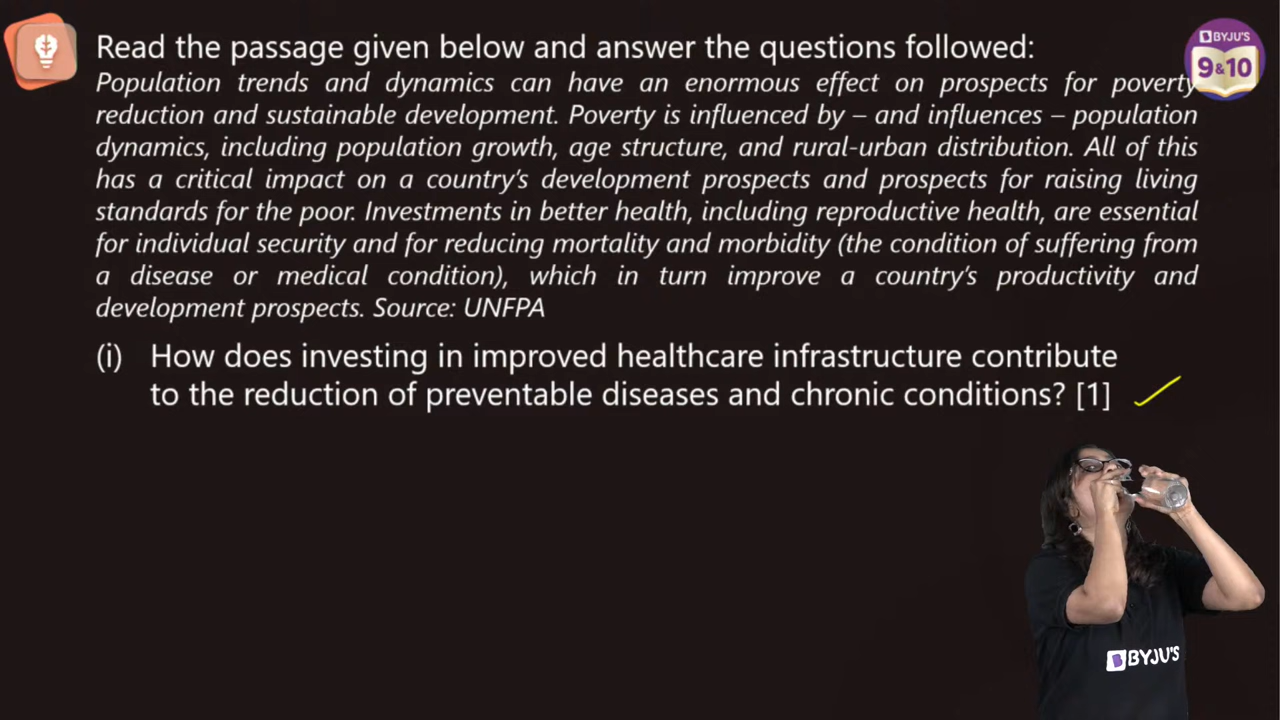 Read the passage given below and answer the questions followed:
BYJU'S
9&10
Population trends and dynamics can have an enormous effect on prospects for poverty
reduction and sustainable development. Poverty is influenced by – and influences – population
dynamics, including population growth, age structure, and rural-urban distribution. All of this
has a critical impact on a country's development prospects and prospects for raising living
standards for the poor. Investments in better health, including reproductive health, are essential
for individual security and for reducing mortality and morbidity (the condition of suffering from
a disease or medical condition), which in turn improve a country's productivity and
development prospects. Source: UNFPA
(i) How does investing in improved healthcare infrastructure contribute
to the reduction of preventable diseases and chronic conditions? [1]
BYJU'S